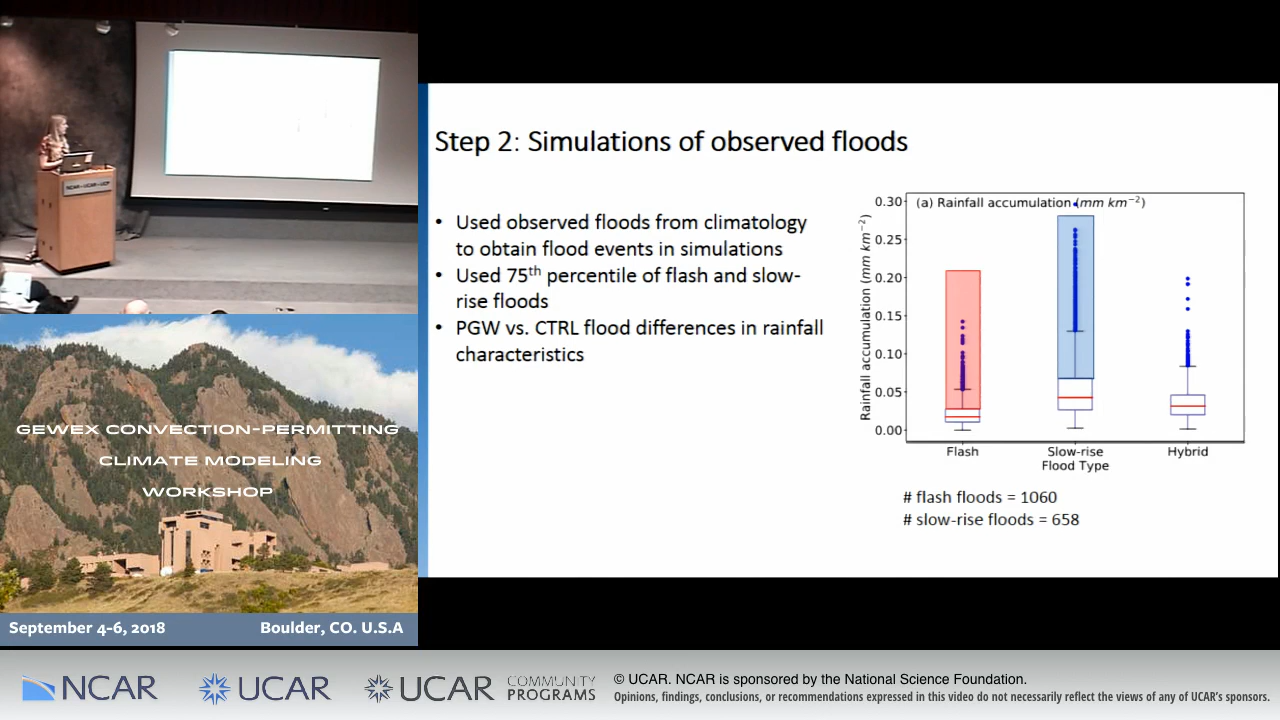 NCAR-UCAR-UCP
Step 2: Simulations of observed floods
• Used observed floods from climatology
to obtain flood events in simulations
• Used 75th percentile of flash and slow-
rise floods
• PGW vs. CTRL flood differences in rainfall
characteristics
(a) Rainfall accumulation (mm km−2)
Rainfall accumulation (mm km−2)
0.30
0.25
0.20
0.15
0.10
0.05
0.00
Flash
Slow-rise
Hybrid
Flood Type
# flash floods = 1060
# slow-rise floods = 658
GEWEX CONVECTION-PERMITTING
CLIMATE MODELING
WORKSHOP
September 4-6, 2018
Boulder, CO. U.S.A
NCAR
UCAR
UCAR
COMMUNITY
PROGRAMS
© UCAR. NCAR is sponsored by the National Science Foundation.
Opinions, findings, conclusions, or recommendations expressed in this video do not necessarily reflect the views of any of UCAR's sponsors.